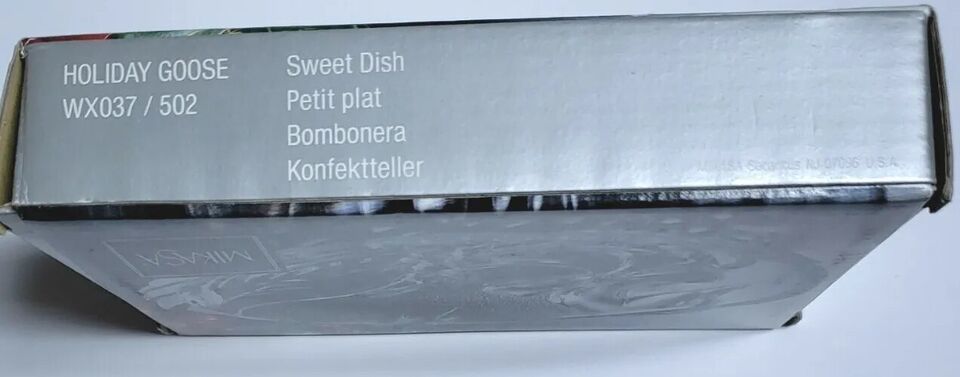 HOLIDAY GOOSE
WX037 / 502
Sweet Dish
Petit plat
Bombonera
Konfektteller
MIKASA Secaucus NJ 07096 U.S.A.
MIKASA